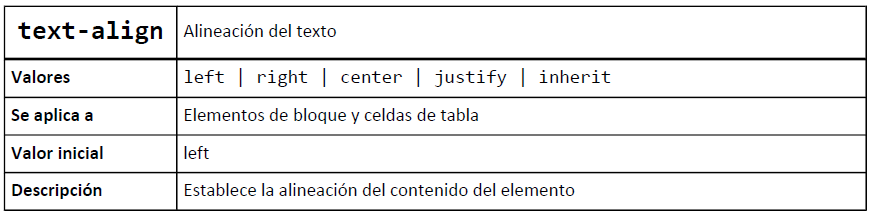 text-align Alineación del texto
Valores left | right | center | justify | inherit
Se aplica a Elementos de bloque y celdas de tabla
Valor inicial left
Descripción Establece la alineación del contenido del elemento